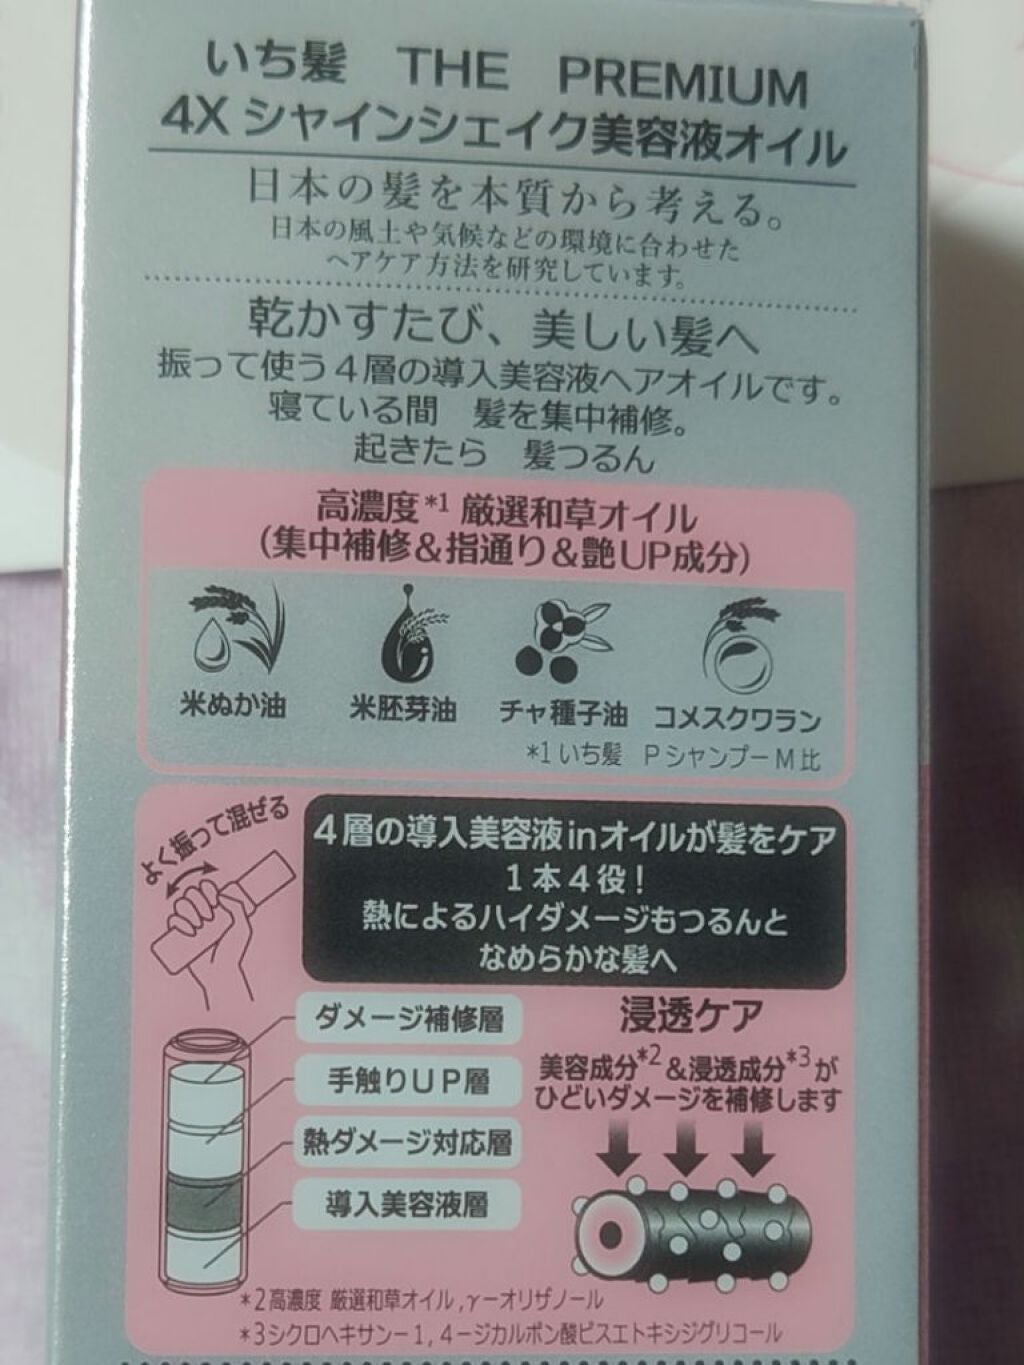 いち髪 THE PREMIUM
4X シャインシェイク美容液オイル
日本の髪を本質から考える。
日本の風土や気候などの環境に合わせた
ヘアケア方法を研究しています。
乾かすたび、美しい髪へ
振って使う4層の導入美容液ヘアオイルです。
寝ている間 髪を集中補修。
起きたら 髪つるん
高濃度*1 厳選和草オイル
(集中補修&指通り&艶UP成分)
米ぬか油 米胚芽油 チャ種子油 コメスクワラン
*1 いち髪 PシャンプーM比
よく振って混ぜる
4層の導入美容液inオイルが髪をケア
1本4役!
熱によるハイダメージもつるんと
なめらかな髪へ
ダメージ補修層
手触りUP層
熱ダメージ対応層
導入美容液層
浸透ケア
美容成分*2&浸透成分*3が
ひどいダメージを補修します
*2高濃度 厳選和草オイル,γーオリザノール
*3シクロヘキサンー1,4ージカルボン酸ビスエトキシジグリコール